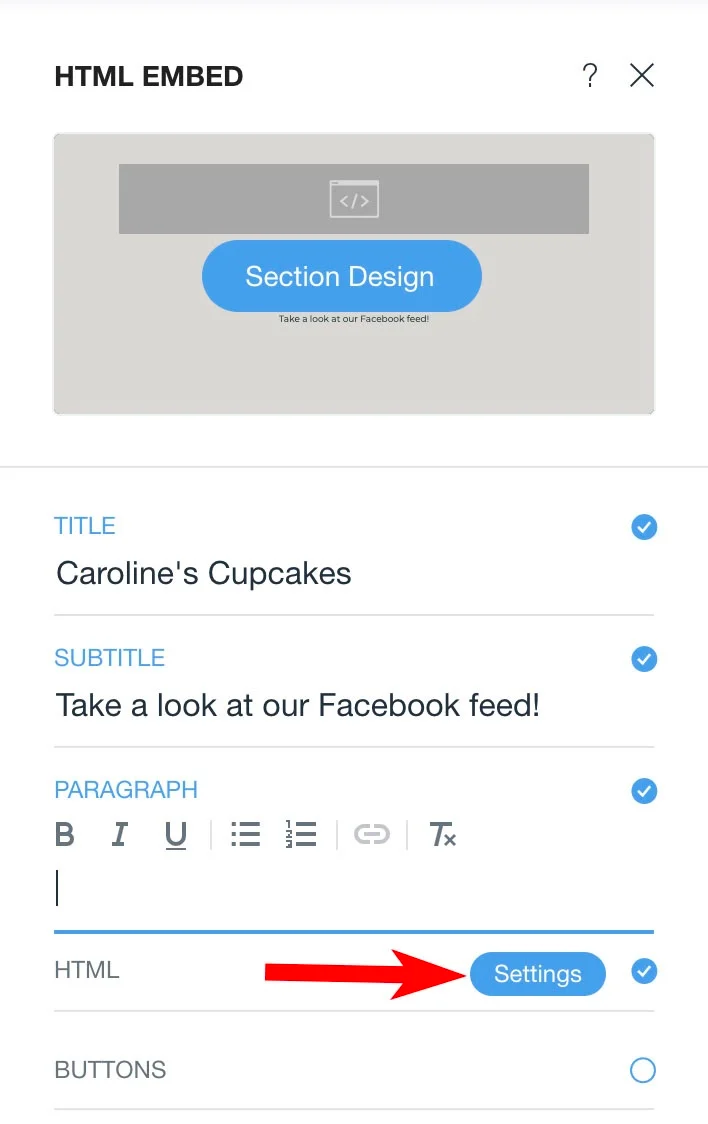 HTML EMBED
?
</>
Section Design
Take a look at our Facebook feed!
TITLE
Caroline's Cupcakes
SUBTITLE
Take a look at our Facebook feed!
PARAGRAPH
B I U Tx
HTML Settings
BUTTONS